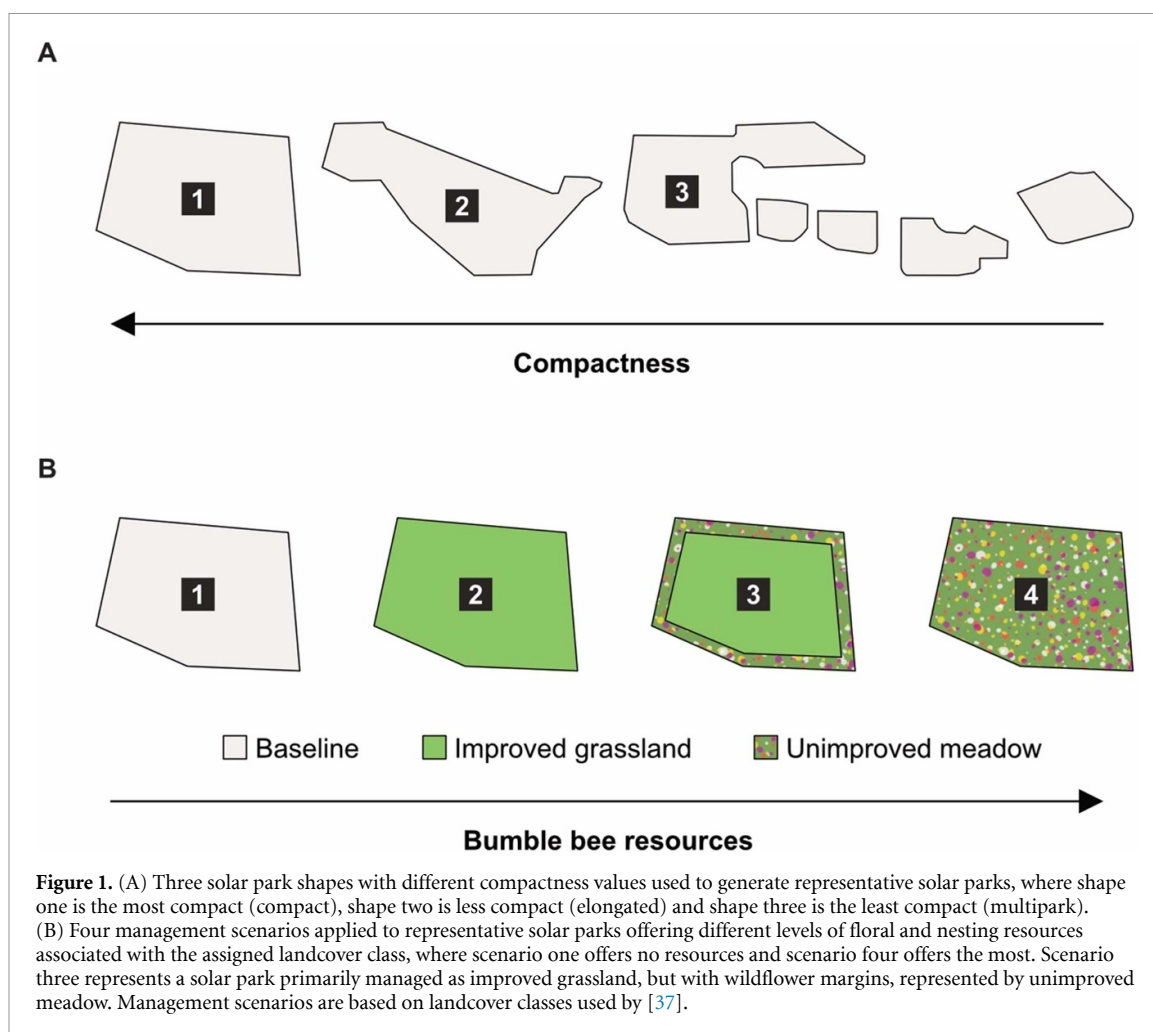 A
1
2
3
Compactness
B
1
2
3
4
Baseline
Improved grassland
Unimproved meadow
Bumble bee resources
Figure 1. (A) Three solar park shapes with different compactness values used to generate representative solar parks, where shape
one is the most compact (compact), shape two is less compact (elongated) and shape three is the least compact (multipark).
(B) Four management scenarios applied to representative solar parks offering different levels of floral and nesting resources
associated with the assigned landcover class, where scenario one offers no resources and scenario four offers the most. Scenario
three represents a solar park primarily managed as improved grassland, but with wildflower margins, represented by unimproved
meadow. Management scenarios are based on landcover classes used by [37].